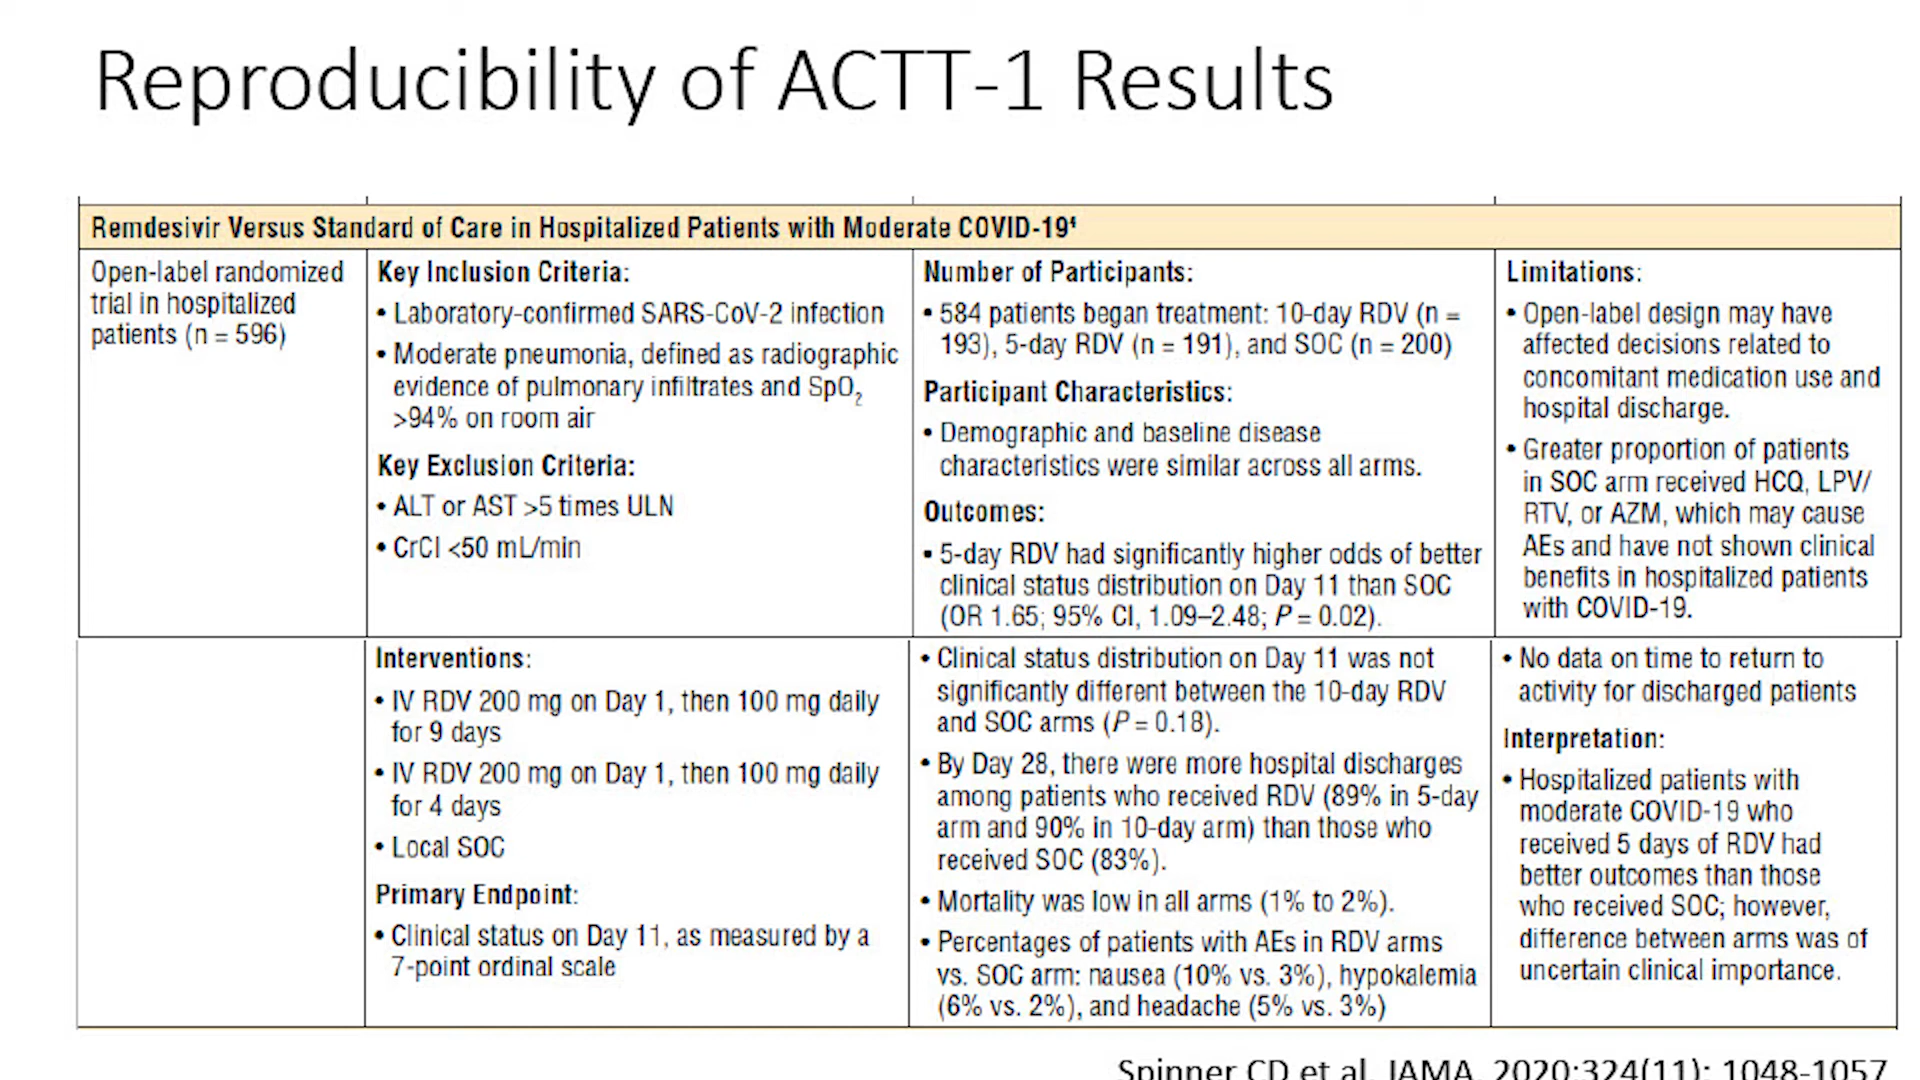 Reproducibility of ACTT-1 Results
Remdesivir Versus Standard of Care in Hospitalized Patients with Moderate COVID-19⁴
Open-label randomized
trial in hospitalized
patients (n = 596)
Key Inclusion Criteria:
• Laboratory-confirmed SARS-CoV-2 infection
• Moderate pneumonia, defined as radiographic
evidence of pulmonary infiltrates and SpO₂
>94% on room air
Key Exclusion Criteria:
• ALT or AST >5 times ULN
• CrCl <50 mL/min
Interventions:
• IV RDV 200 mg on Day 1, then 100 mg daily
for 9 days
• IV RDV 200 mg on Day 1, then 100 mg daily
for 4 days
• Local SOC
Primary Endpoint:
• Clinical status on Day 11, as measured by a
7-point ordinal scale
Number of Participants:
• 584 patients began treatment: 10-day RDV (n =
193), 5-day RDV (n = 191), and SOC (n = 200)
Participant Characteristics:
• Demographic and baseline disease
characteristics were similar across all arms.
Outcomes:
• 5-day RDV had significantly higher odds of better
clinical status distribution on Day 11 than SOC
(OR 1.65; 95% CI, 1.09–2.48; P = 0.02).
• Clinical status distribution on Day 11 was not
significantly different between the 10-day RDV
and SOC arms (P = 0.18).
• By Day 28, there were more hospital discharges
among patients who received RDV (89% in 5-day
arm and 90% in 10-day arm) than those who
received SOC (83%).
• Mortality was low in all arms (1% to 2%).
• Percentages of patients with AEs in RDV arms
vs. SOC arm: nausea (10% vs. 3%), hypokalemia
(6% vs. 2%), and headache (5% vs. 3%)
Limitations:
• Open-label design may have
affected decisions related to
concomitant medication use and
hospital discharge.
• Greater proportion of patients
in SOC arm received HCQ, LPV/
RTV, or AZM, which may cause
AEs and have not shown clinical
benefits in hospitalized patients
with COVID-19.
• No data on time to return to
activity for discharged patients
Interpretation:
• Hospitalized patients with
moderate COVID-19 who
received 5 days of RDV had
better outcomes than those
who received SOC; however,
difference between arms was of
uncertain clinical importance.
Spinner CD et al. JAMA. 2020;324(11): 1048-1057